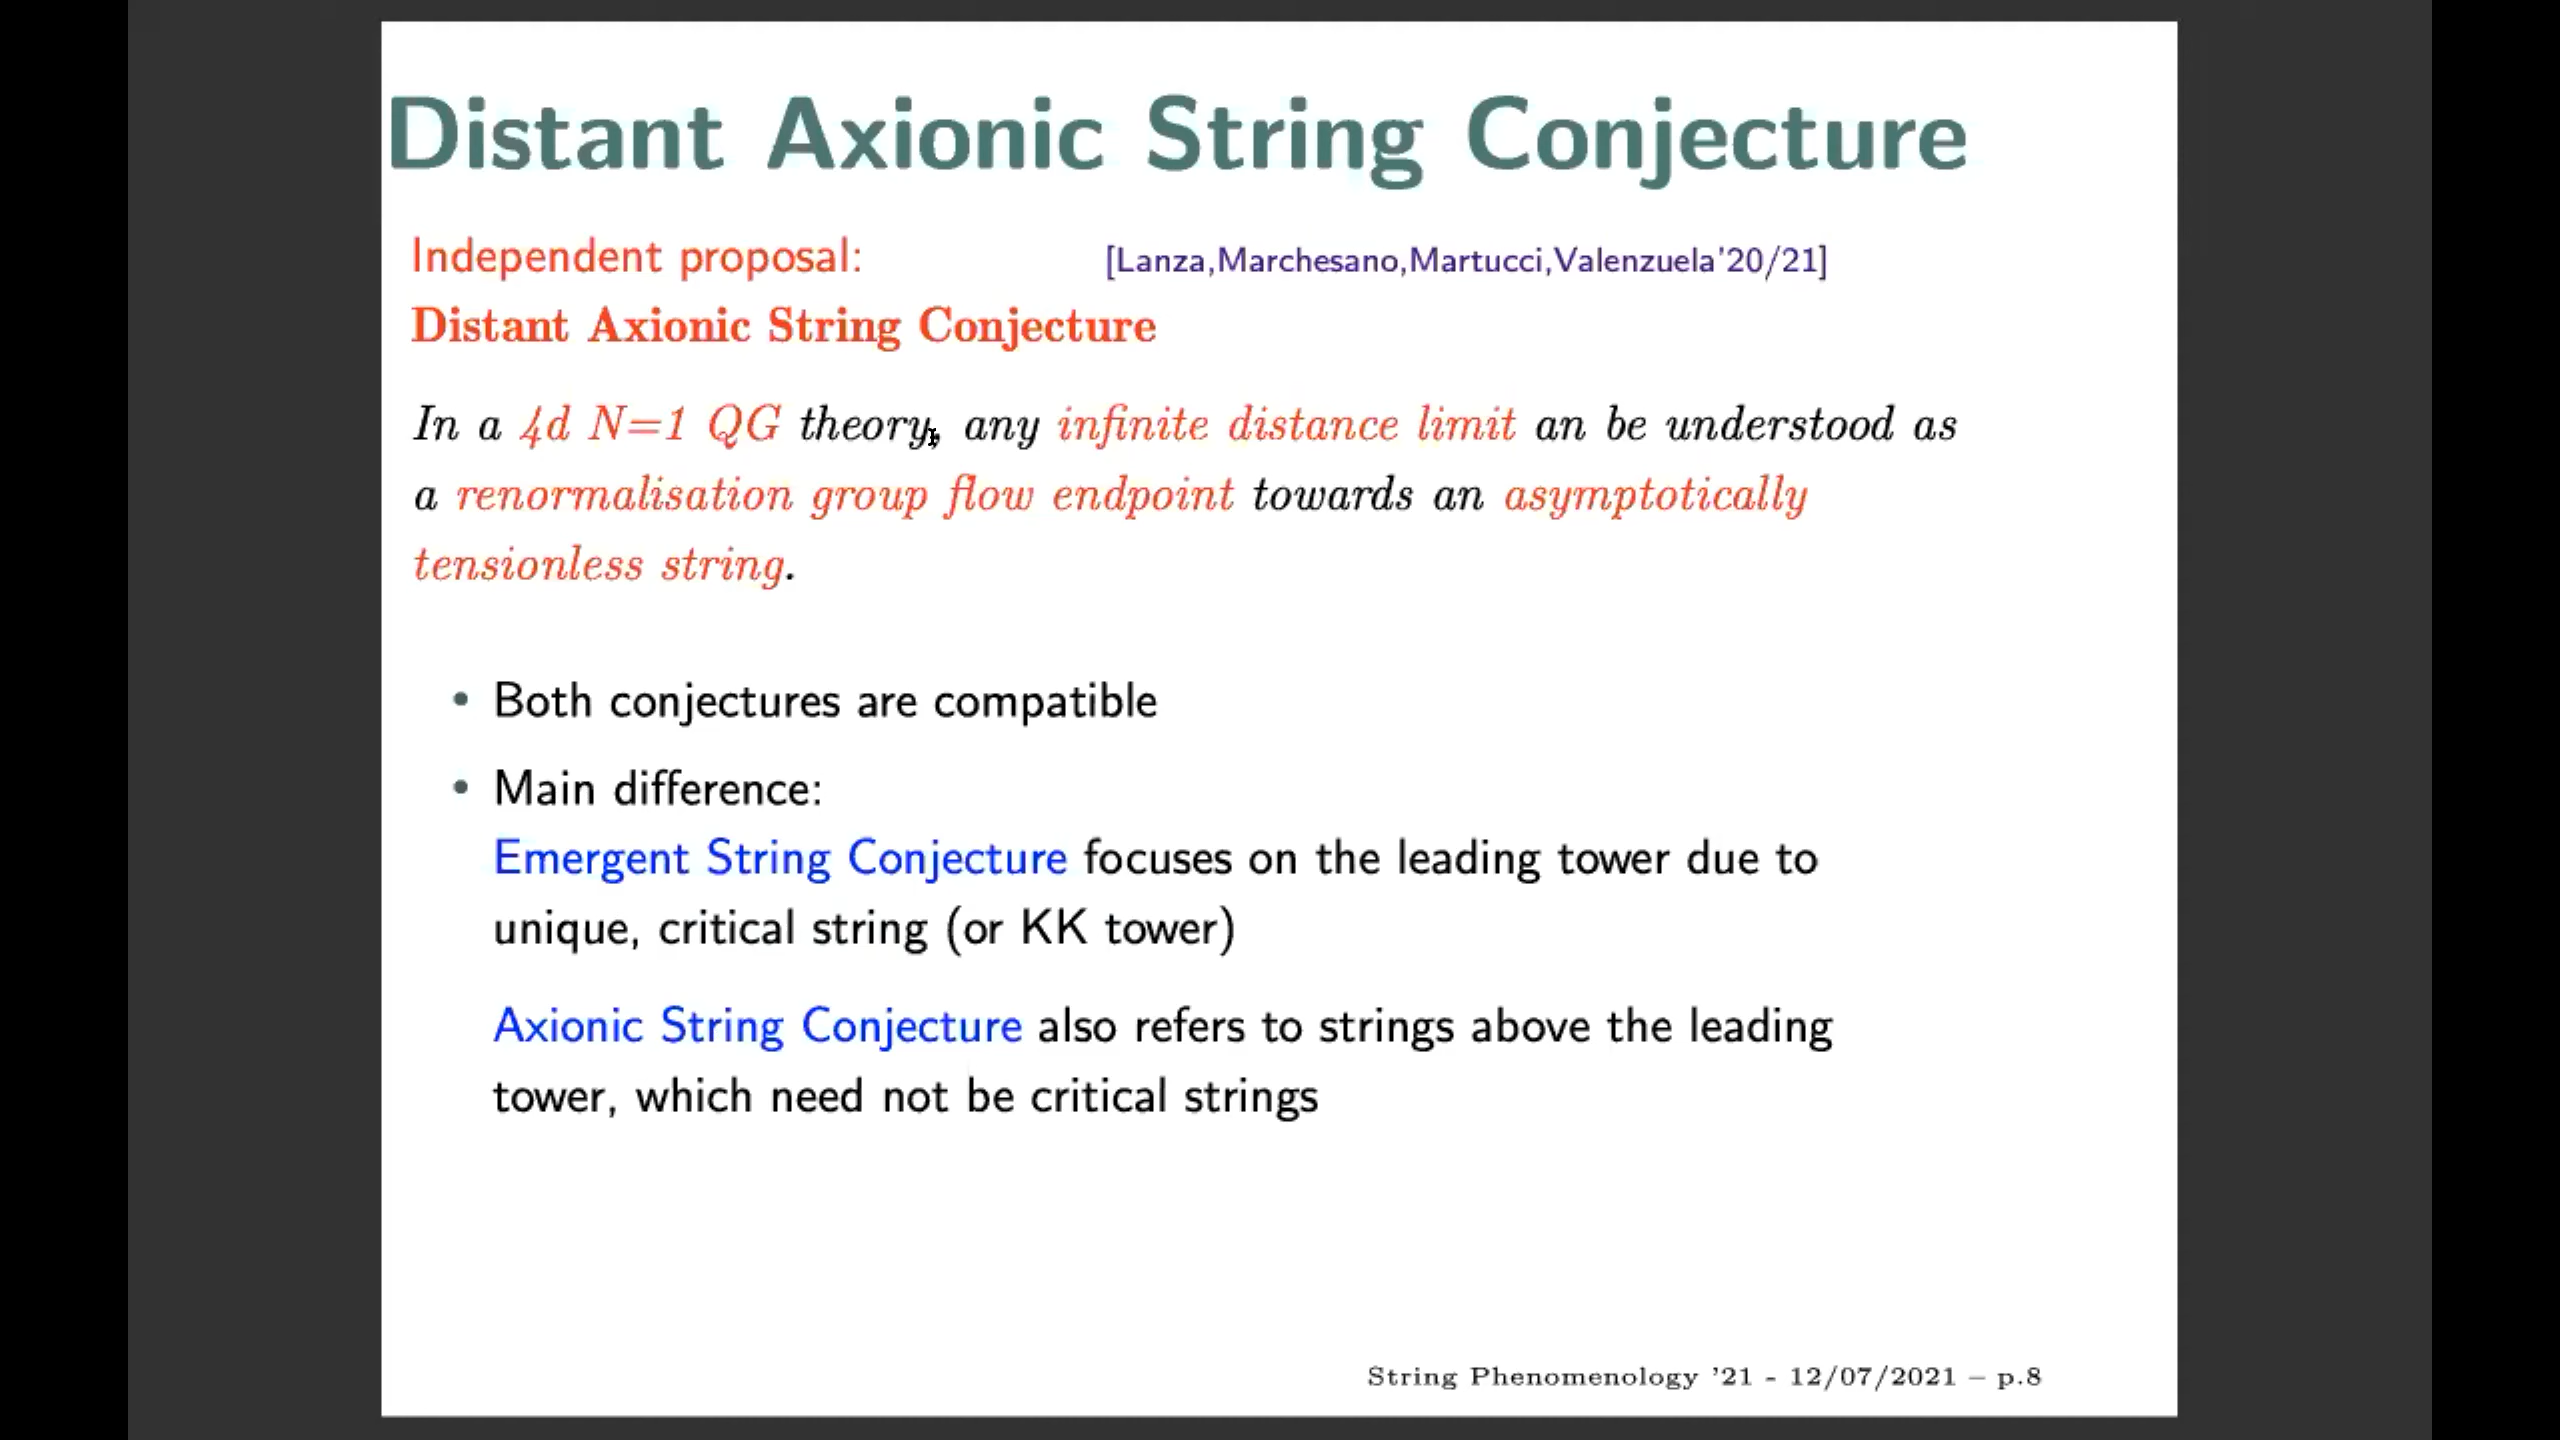 Distant Axionic String Conjecture
Independent proposal: [Lanza,Marchesano,Martucci,Valenzuela'20/21]
Distant Axionic String Conjecture
In a 4d N=1 QG theory, any infinite distance limit an be understood as
a renormalisation group flow endpoint towards an asymptotically
tensionless string.
• Both conjectures are compatible
• Main difference:
Emergent String Conjecture focuses on the leading tower due to
unique, critical string (or KK tower)
Axionic String Conjecture also refers to strings above the leading
tower, which need not be critical strings
String Phenomenology '21 - 12/07/2021 – p.8